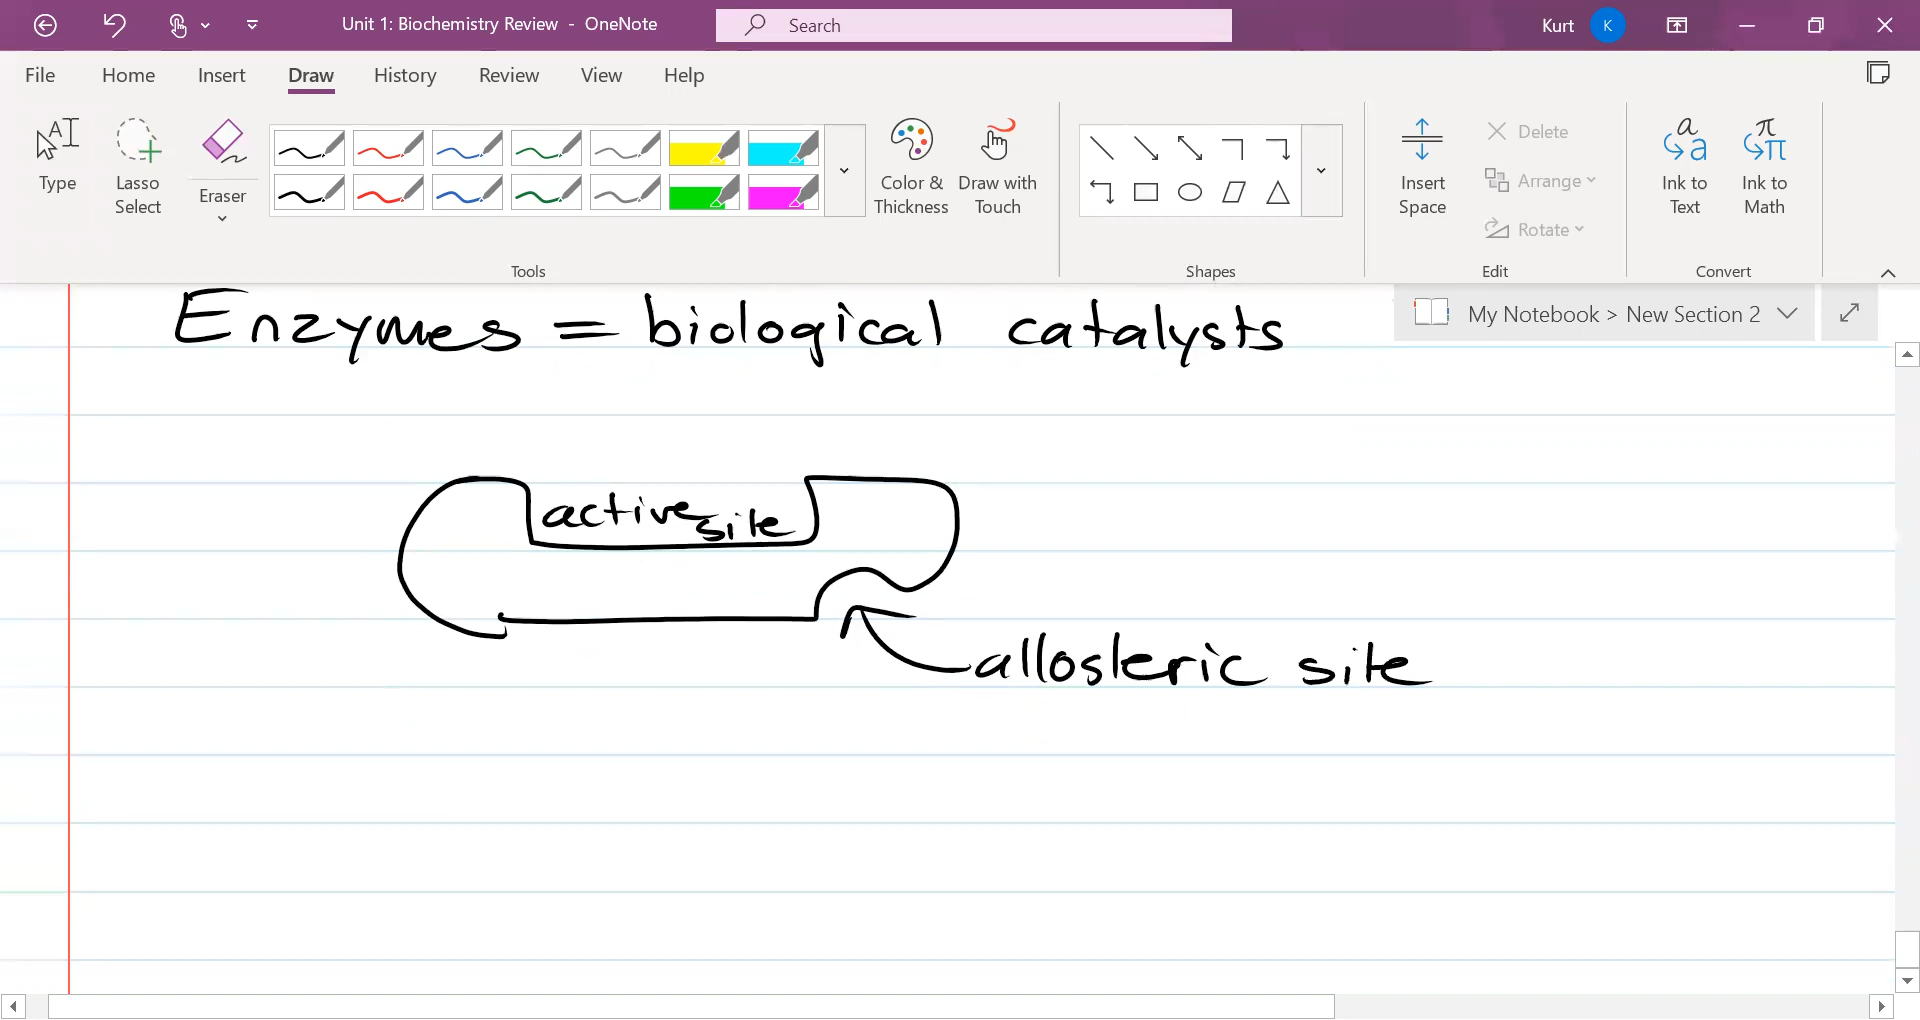 Unit 1: Biochemistry Review - OneNote
Search
Kurt
K
File Home Insert Draw History Review View Help
Type
Lasso Select
Eraser
Color & Thickness
Draw with Touch
Insert Space
Delete
Arrange
Rotate
Ink to Text
Ink to Math
Tools
Shapes
Edit
Convert
My Notebook > New Section 2
Enzymes = biological catalysts
active site
allosteric site